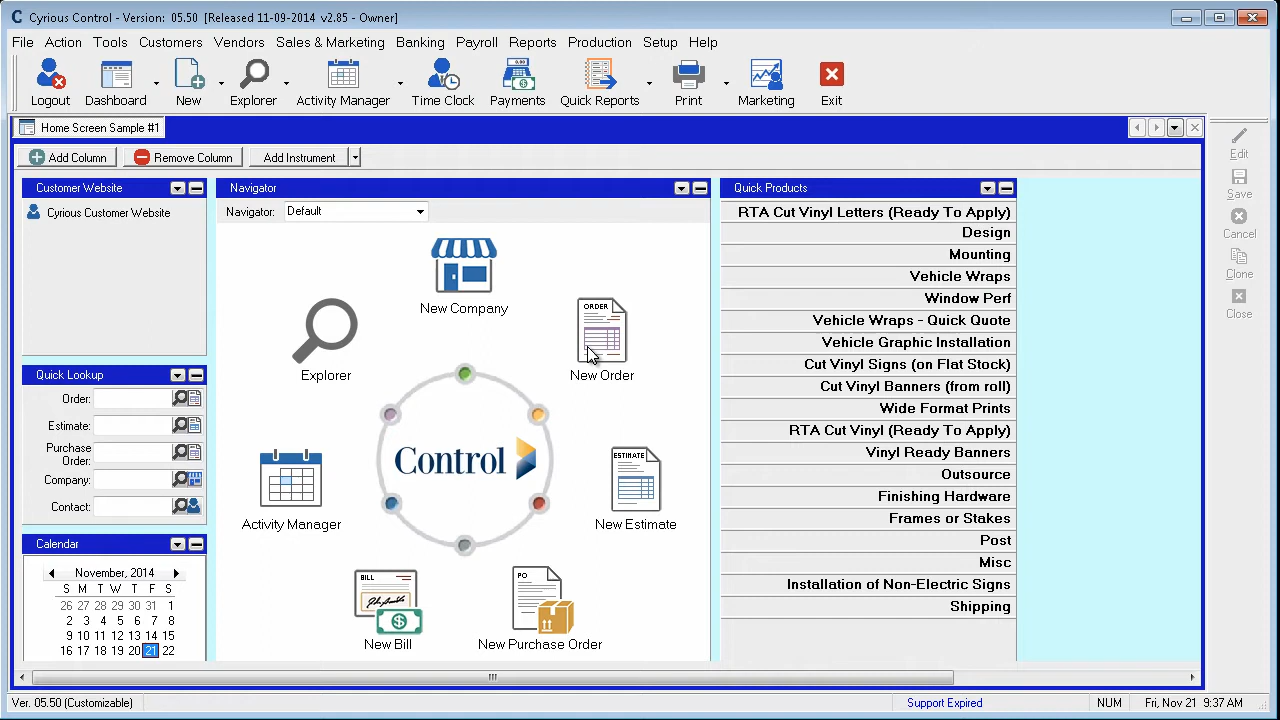 Cyrious Control - Version: 05.50 [Released 11-09-2014 v2.85 - Owner]
File Action Tools Customers Vendors Sales & Marketing Banking Payroll Reports Production Setup Help
Logout Dashboard New Explorer Activity Manager Time Clock Payments Quick Reports Print Marketing Exit
Home Screen Sample #1
Add Column Remove Column Add Instrument
Customer Website
Cyrious Customer Website
Quick Lookup
Order:
Estimate:
Purchase
Order:
Company:
Contact:
Calendar
November, 2014
S M T W T F S
26 27 28 29 30 31 1
2 3 4 5 6 7 8
9 10 11 12 13 14 15
16 17 18 19 20 21 22
Navigator
Navigator: Default
New Company
ORDER
New Order
Explorer
Control
ESTIMATE
New Estimate
Activity Manager
BILL
New Bill
PO
New Purchase Order
Quick Products
RTA Cut Vinyl Letters (Ready To Apply)
Design
Mounting
Vehicle Wraps
Window Perf
Vehicle Wraps - Quick Quote
Vehicle Graphic Installation
Cut Vinyl Signs (on Flat Stock)
Cut Vinyl Banners (from roll)
Wide Format Prints
RTA Cut Vinyl (Ready To Apply)
Vinyl Ready Banners
Outsource
Finishing Hardware
Frames or Stakes
Post
Misc
Installation of Non-Electric Signs
Shipping
Edit
Save
Cancel
Clone
Close
Ver. 05.50 (Customizable) Support Expired NUM Fri, Nov 21 9:37 AM